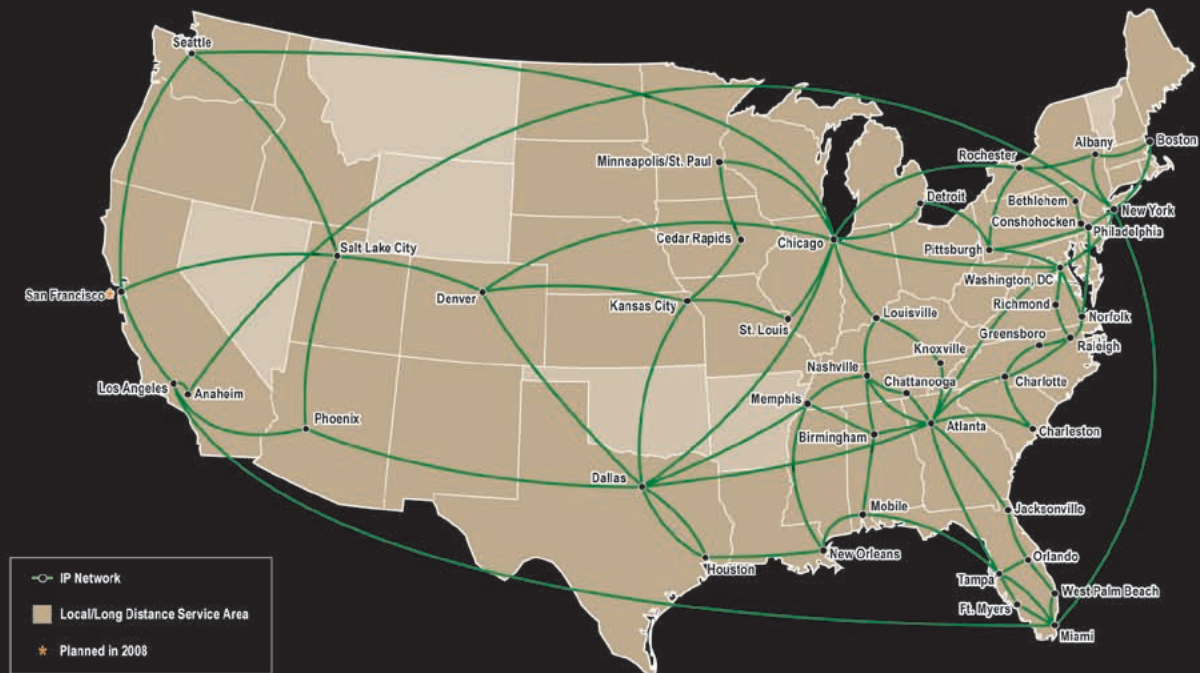 Seattle
Minneapolis/St. Paul
Rochester
Albany
Boston
Detroit
Bethlehem
New York
Conshohocken
Philadelphia
Cedar Rapids
Chicago
Pittsburgh
Salt Lake City
Washington, DC
San Francisco*
Denver
Kansas City
Richmond
Norfolk
St. Louis
Louisville
Greensboro
Raleigh
Knoxville
Nashville
Chattanooga
Charlotte
Los Angeles
Anaheim
Memphis
Phoenix
Birmingham
Atlanta
Charleston
Dallas
Mobile
Jacksonville
New Orleans
Orlando
Houston
Tampa
West Palm Beach
Ft. Myers
Miami
IP Network
Local/Long Distance Service Area
* Planned in 2008